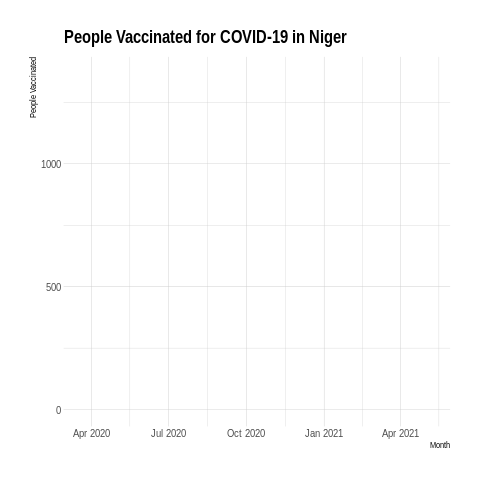 People Vaccinated for COVID-19 in Niger
People Vaccinated
1000
500
0
Apr 2020
Jul 2020
Oct 2020
Jan 2021
Apr 2021
Month